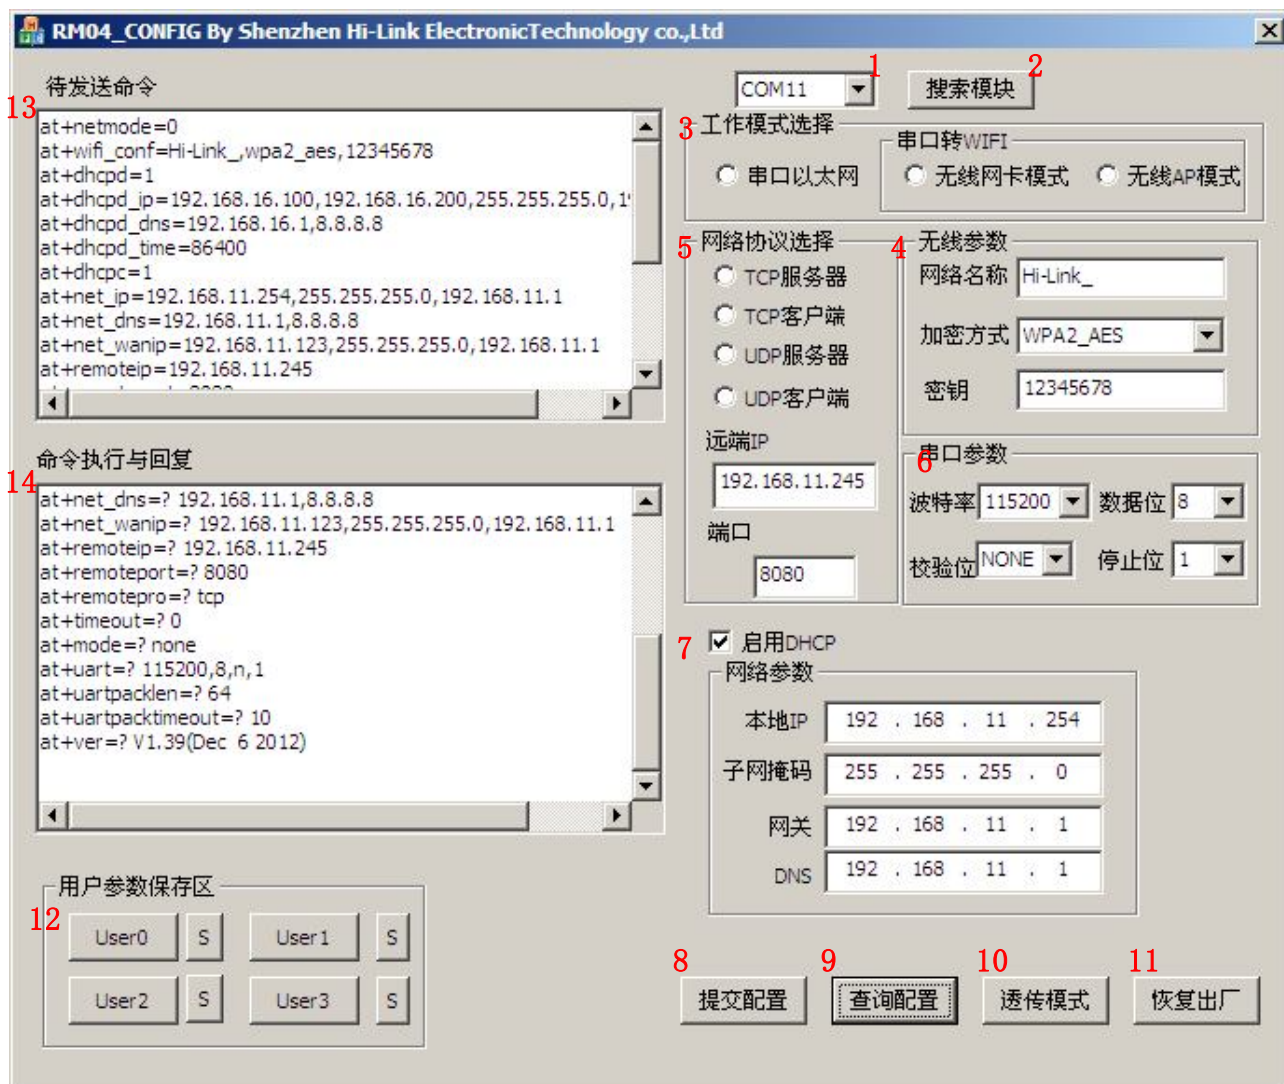 RM04_CONFIG By Shenzhen Hi-Link ElectronicTechnology co.,Ltd
待发送命令
13
at+netmode=0
at+wifi_conf=Hi-Link_,wpa2_aes,12345678
at+dhcpd=1
at+dhcpd_ip=192.168.16.100,192.168.16.200,255.255.255.0,19
at+dhcpd_dns=192.168.16.1,8.8.8.8
at+dhcpd_time=86400
at+dhcpc=1
at+net_ip=192.168.11.254,255.255.255.0,192.168.11.1
at+net_dns=192.168.11.1,8.8.8.8
at+net_wanip=192.168.11.123,255.255.255.0,192.168.11.1
at+remoteip=192.168.11.245
命令执行与回复
14
at+net_dns=? 192.168.11.1,8.8.8.8
at+net_wanip=? 192.168.11.123,255.255.255.0,192.168.11.1
at+remoteip=? 192.168.11.245
at+remoteport=? 8080
at+remotepro=? tcp
at+timeout=? 0
at+mode=? none
at+uart=? 115200,8,n,1
at+uartpacklen=? 64
at+uartpacktimeout=? 10
at+ver=? V1.39(Dec  6 2012)
用户参数保存区
12
User0 S User1 S
User2 S User3 S
COM11 1 搜索模块 2
3 工作模式选择
串口转WIFI
串口以太网 无线网卡模式 无线AP模式
5 网络协议选择
TCP服务器
TCP客户端
UDP服务器
UDP客户端
远端IP
192.168.11.245
端口
8080
4 无线参数
网络名称 Hi-Link_
加密方式 WPA2_AES
密钥 12345678
6 串口参数
波特率 115200 数据位 8
校验位 NONE 停止位 1
7 启用DHCP
网络参数
本地IP 192 . 168 . 11 . 254
子网掩码 255 . 255 . 255 . 0
网关 192 . 168 . 11 . 1
DNS 192 . 168 . 11 . 1
8 9 10 11
提交配置 查询配置 透传模式 恢复出厂